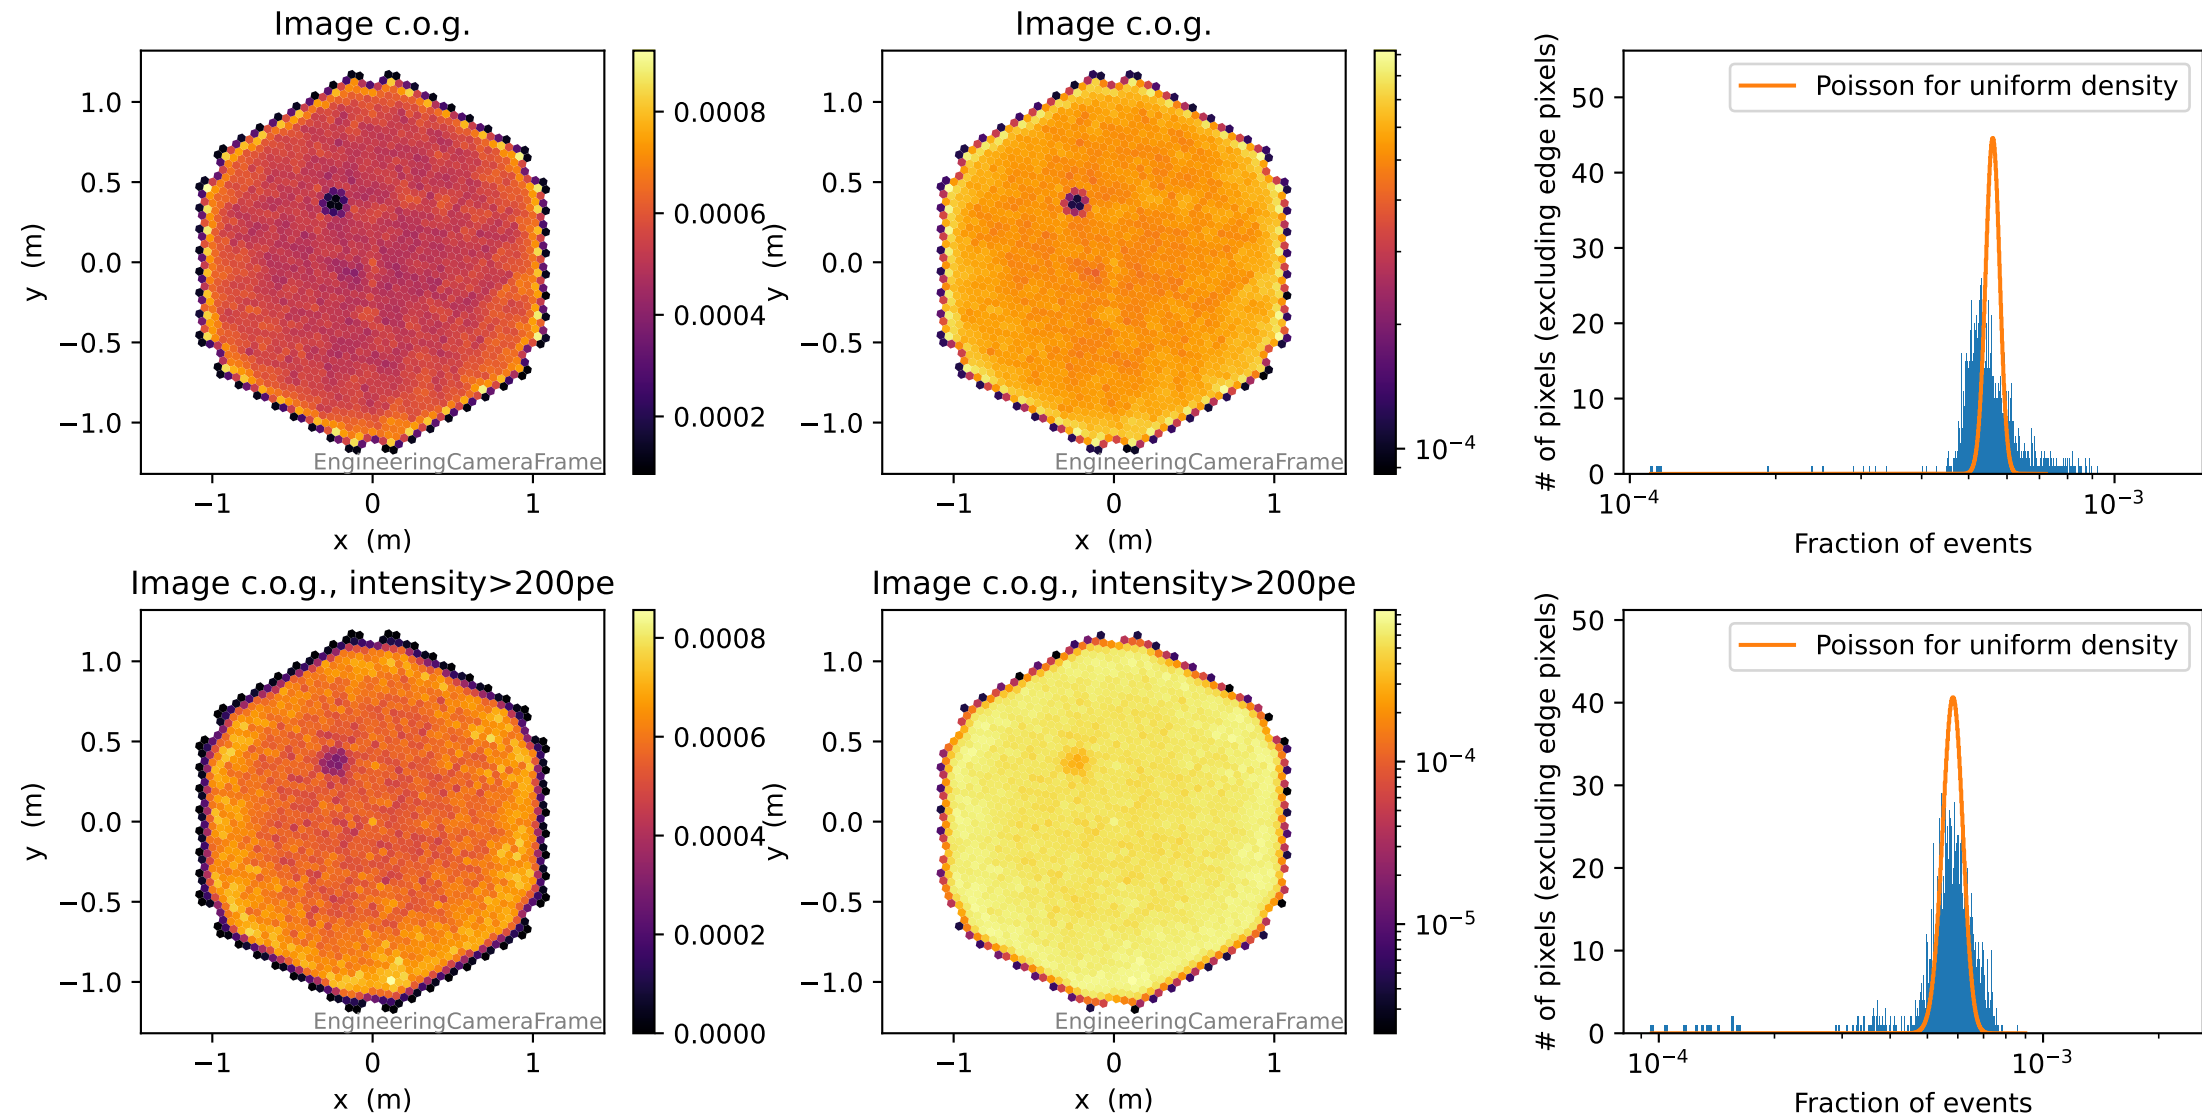 Image c.o.g.
1.0
0.5
0.0
−0.5
−1.0
y (m)
−1
0
1
x (m)
EngineeringCameraFrame
0.0008
0.0006
0.0004
0.0002
Image c.o.g.
1.0
0.5
0.0
−0.5
−1.0
y (m)
−1
0
1
x (m)
EngineeringCameraFrame
10⁻⁴
Poisson for uniform density
50
40
30
20
10
0
# of pixels (excluding edge pixels)
10⁻⁴
10⁻³
Fraction of events
Image c.o.g., intensity>200pe
1.0
0.5
0.0
−0.5
−1.0
y (m)
−1
0
1
x (m)
EngineeringCameraFrame
0.0008
0.0006
0.0004
0.0002
0.0000
Image c.o.g., intensity>200pe
1.0
0.5
0.0
−0.5
−1.0
y (m)
−1
0
1
x (m)
EngineeringCameraFrame
10⁻⁴
10⁻⁵
Poisson for uniform density
50
40
30
20
10
0
# of pixels (excluding edge pixels)
10⁻⁴
10⁻³
Fraction of events